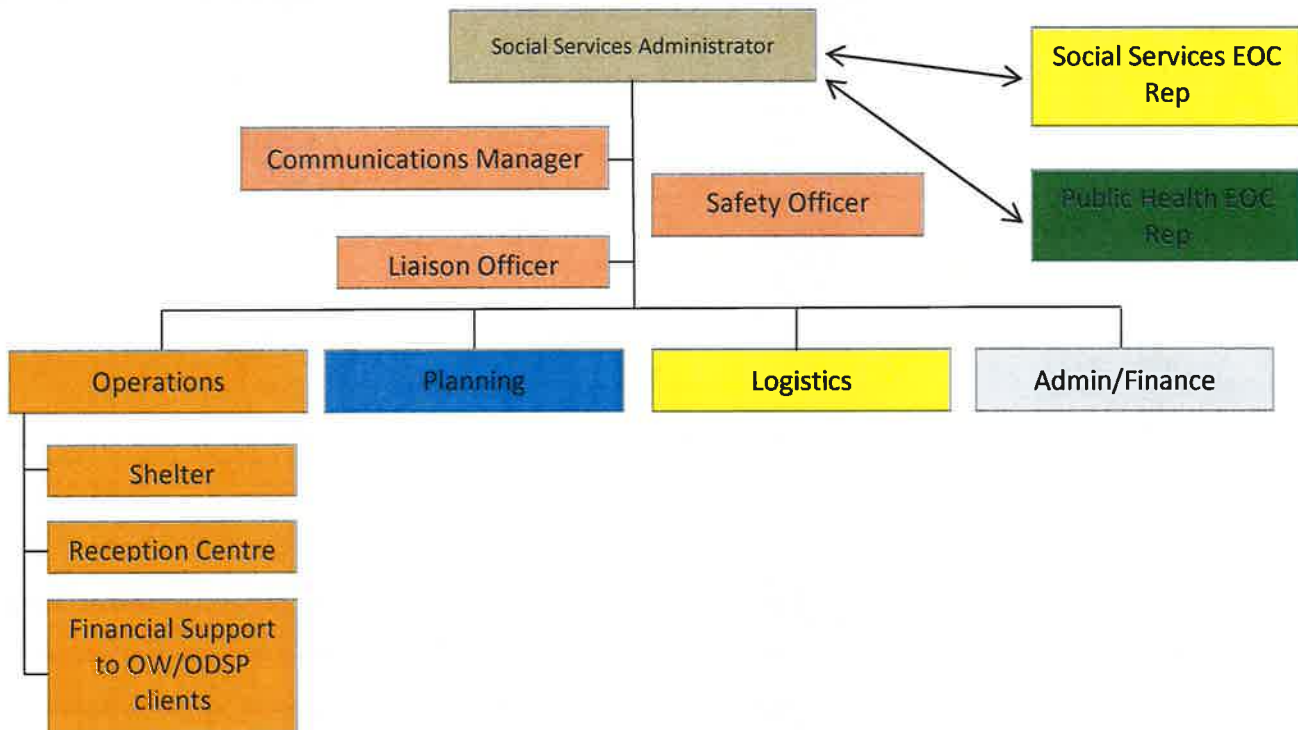 Social Services Administrator
Social Services EOC
Rep
Communications Manager
Safety Officer
Public Health EOC
Rep
Liaison Officer
Operations
Planning
Logistics
Admin/Finance
Shelter
Reception Centre
Financial Support
to OW/ODSP
clients